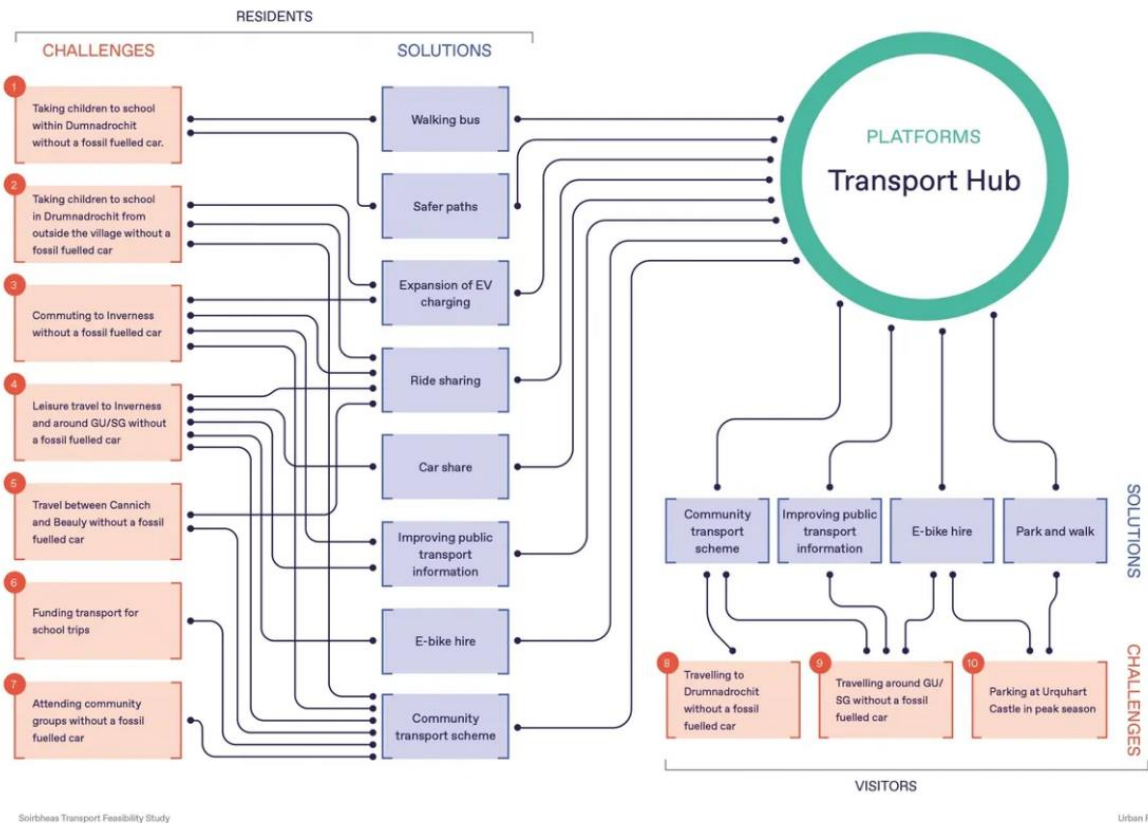 RESIDENTS
CHALLENGES
SOLUTIONS
1
Taking children to school
within Dumnadrochit
without a fossil fuelled car.
2
Taking children to school
in Drumnadrochit from
outside the village without a
fossil fuelled car
3
Commuting to Inverness
without a fossil fuelled car
4
Leisure travel to Inverness
and around GU/SG without
a fossil fuelled car
5
Travel between Cannich
and Beauly without a fossil
fuelled car
6
Funding transport for
school trips
7
Attending community
groups without a fossil
fuelled car
Walking bus
Safer paths
Expansion of EV
charging
Ride sharing
Car share
Improving public
transport
information
E-bike hire
Community
transport scheme
PLATFORMS
Transport Hub
Community
transport
scheme
Improving public
transport
information
E-bike hire
Park and walk
SOLUTIONS
8
Travelling to
Drumnadrochit
without a fossil
fuelled car
9
Travelling around GU/
SG without a fossil
fuelled car
10
Parking at Urquhart
Castle in peak season
CHALLENGES
VISITORS
Soirbheas Transport Feasibility Study
Urban